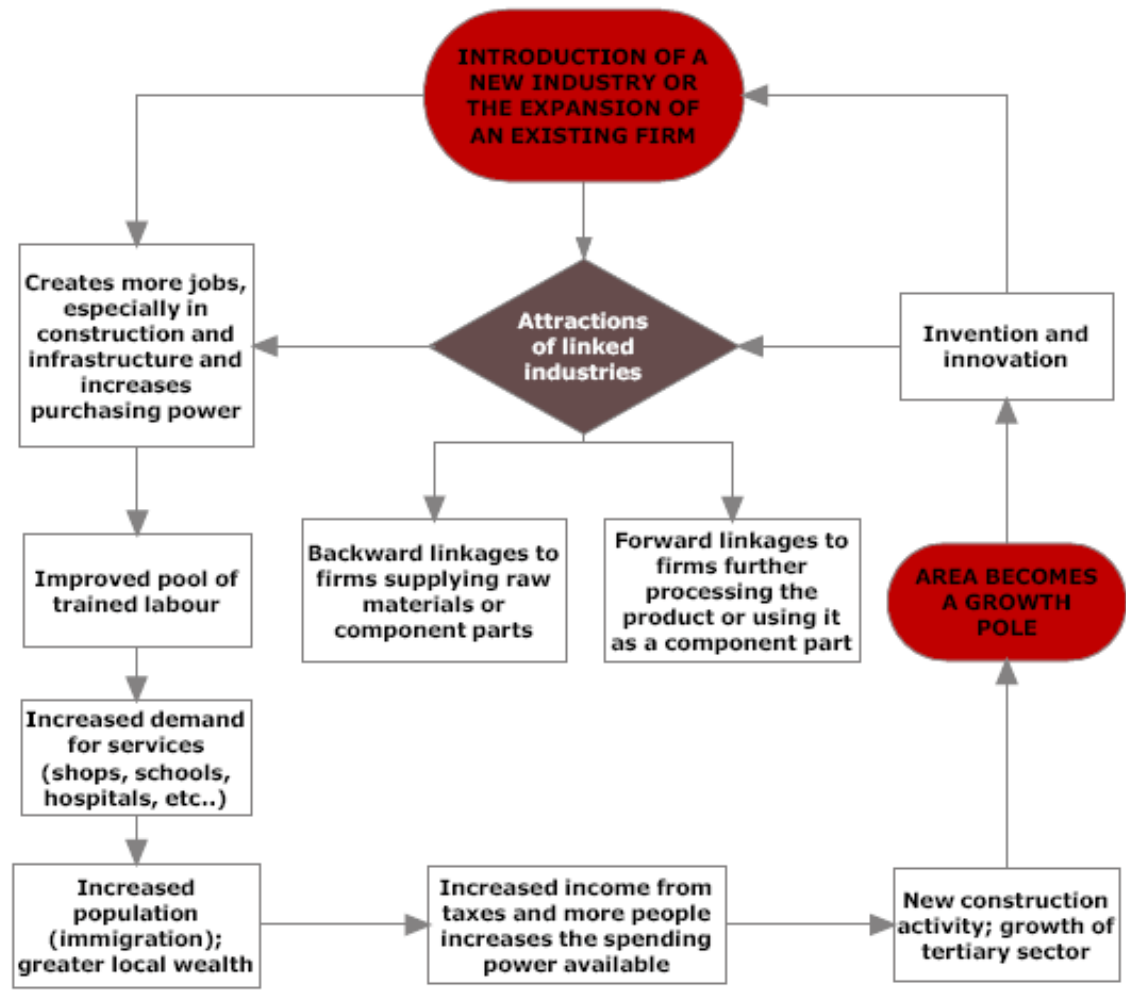 INTRODUCTION OF A
NEW INDUSTRY OR
THE EXPANSION OF
AN EXISTING FIRM
Creates more jobs,
especially in
construction and
infrastructure and
increases
purchasing power
Attractions
of linked
industries
Invention and
innovation
Improved pool of
trained labour
Backward linkages to
firms supplying raw
materials or
component parts
Forward linkages to
firms further
processing the
product or using it
as a component part
AREA BECOMES
A GROWTH
POLE
Increased demand
for services
(shops, schools,
hospitals, etc..)
Increased
population
(immigration);
greater local wealth
Increased income from
taxes and more people
increases the spending
power available
New construction
activity; growth of
tertiary sector